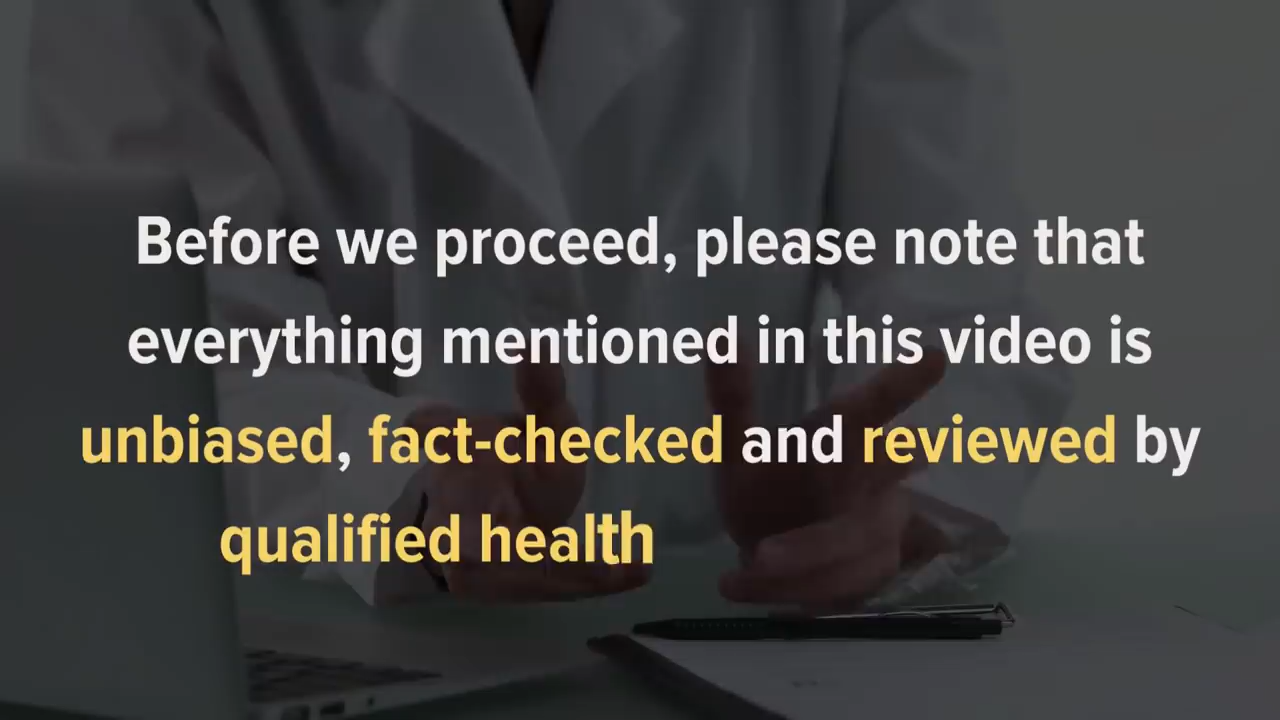 Before we proceed, please note that
everything mentioned in this video is
unbiased, fact-checked and reviewed by
qualified health